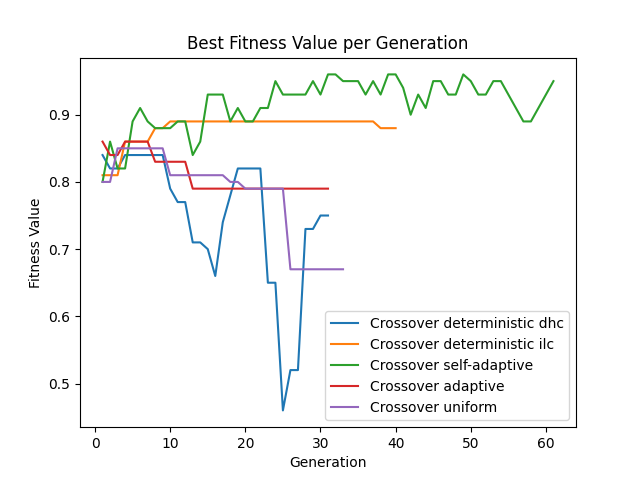 Best Fitness Value per Generation
Fitness Value
0.9
0.8
0.7
0.6
0.5
Crossover deterministic dhc
Crossover deterministic ilc
Crossover self-adaptive
Crossover adaptive
Crossover uniform
0 10 20 30 40 50 60
Generation